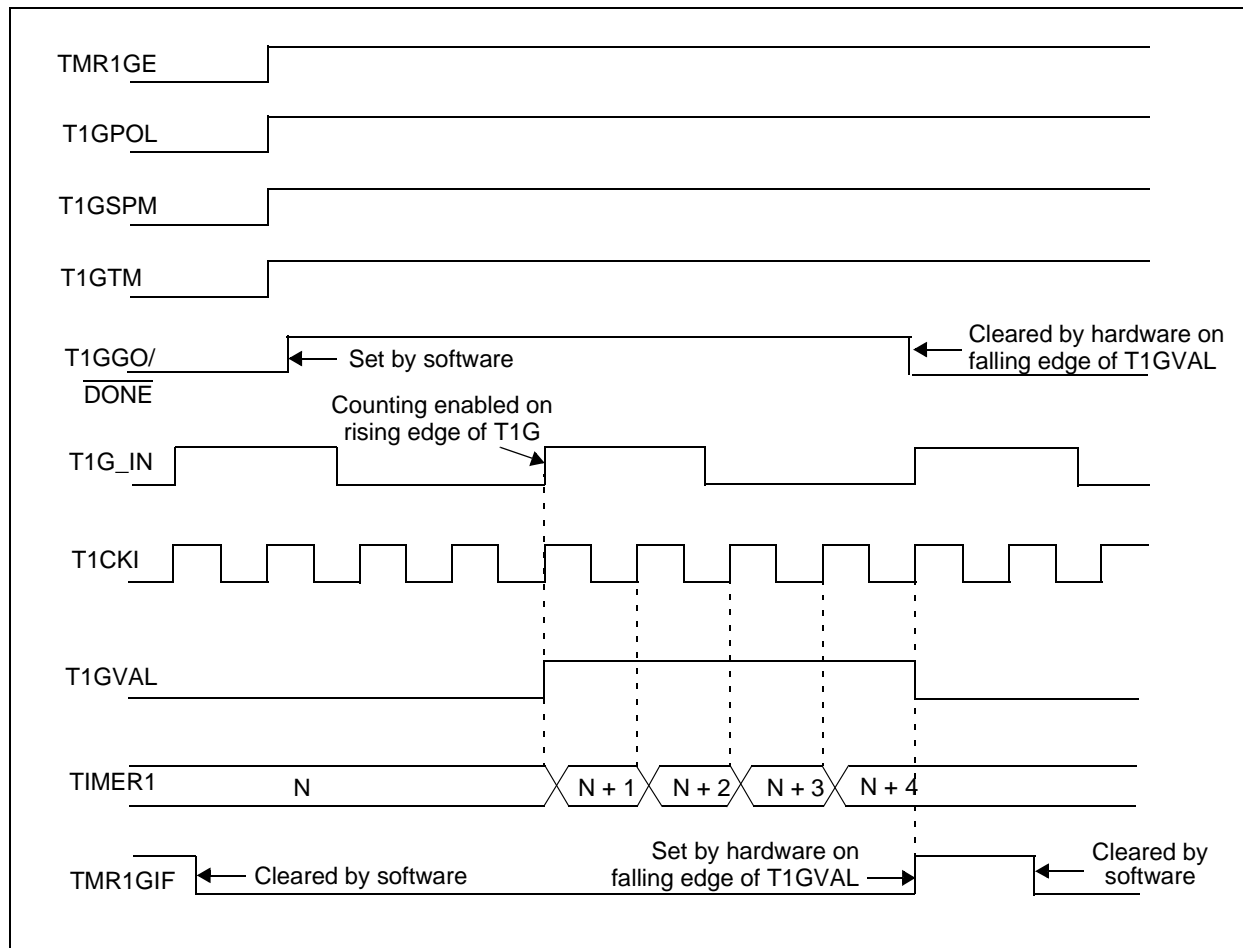 TMR1GE
T1GPOL
T1GSPM
T1GTM
T1GGO/
DONE
Set by software
Cleared by hardware on
falling edge of T1GVAL
Counting enabled on
rising edge of T1G
T1G_IN
T1CKI
T1GVAL
TIMER1
N
N + 1
N + 2
N + 3
N + 4
TMR1GIF
Cleared by software
Set by hardware on
falling edge of T1GVAL
Cleared by
software